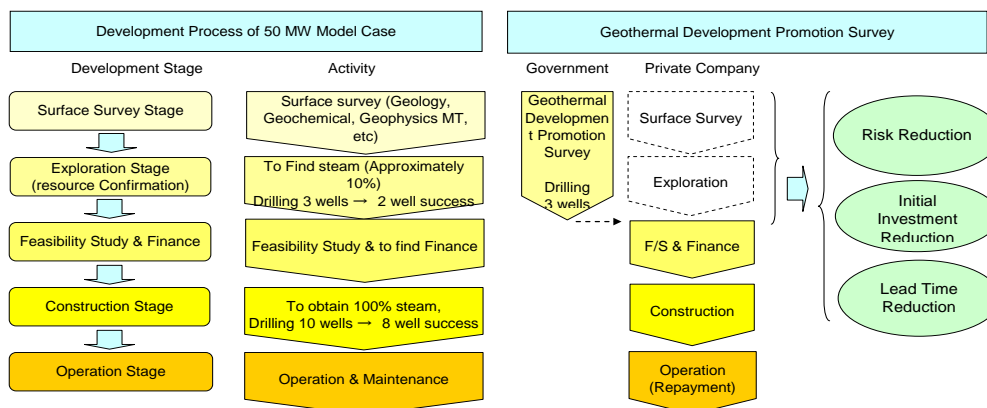 Development Process of 50 MW Model Case
Development Stage
Activity
Surface Survey Stage
Surface survey (Geology,
Geochemical, Geophysics MT,
etc)
Exploration Stage
(resource Confirmation)
To Find steam (Approximately
10%)
Drilling 3 wells → 2 well success
Feasibility Study & Finance
Feasibility Study & to find Finance
Construction Stage
To obtain 100% steam,
Drilling 10 wells → 8 well success
Operation Stage
Operation & Maintenance
Geothermal Development Promotion Survey
Government
Private Company
Geothermal
Developmen
t Promotion
Survey
Drilling
3 wells
Surface Survey
Exploration
F/S & Finance
Construction
Operation
(Repayment)
Risk Reduction
Initial
Investment
Reduction
Lead Time
Reduction